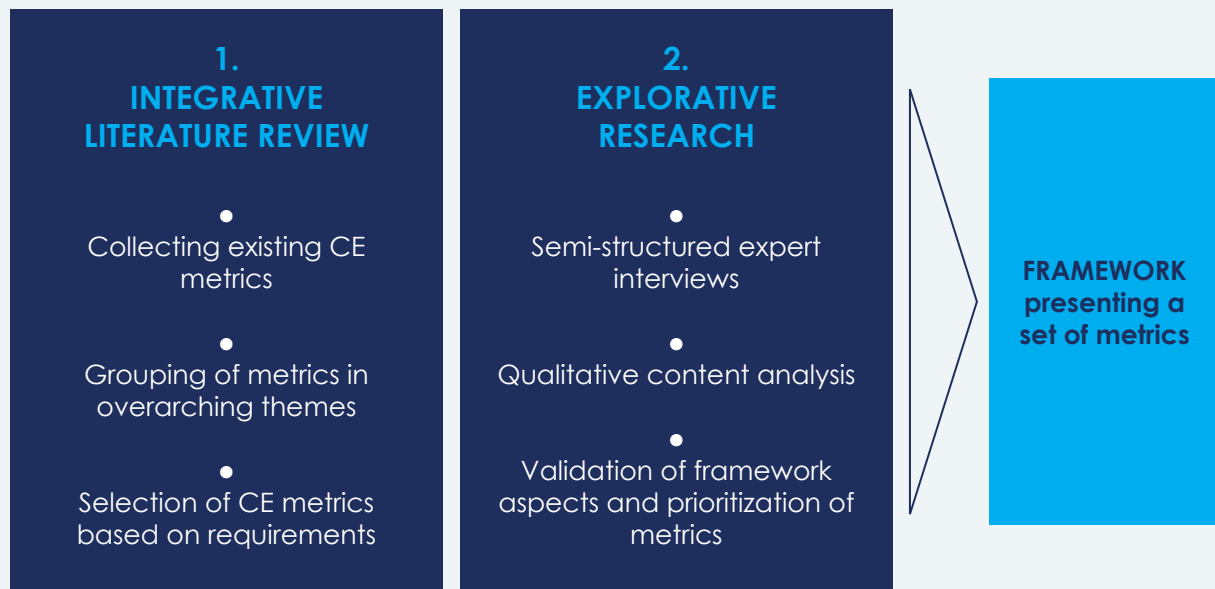 1.
INTEGRATIVE
LITERATURE REVIEW
●
Collecting existing CE
metrics
●
Grouping of metrics in
overarching themes
●
Selection of CE metrics
based on requirements
2.
EXPLORATIVE
RESEARCH
●
Semi-structured expert
interviews
●
Qualitative content analysis
●
Validation of framework
aspects and prioritization of
metrics
FRAMEWORK
presenting a
set of metrics